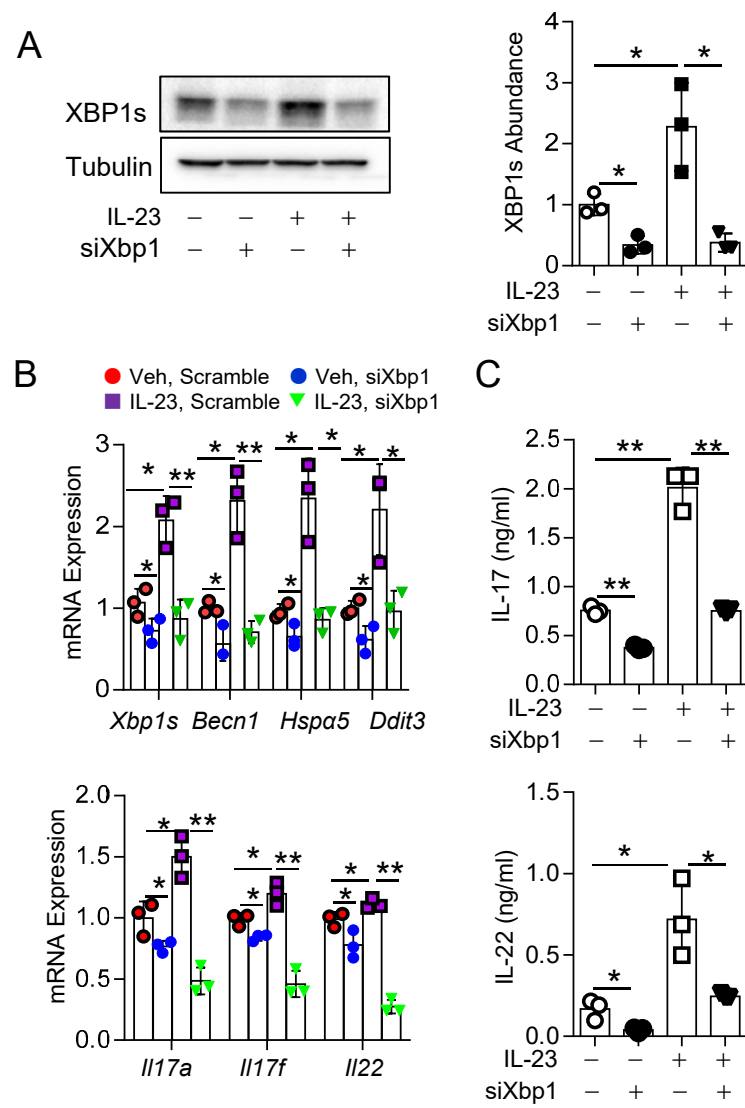 A
XBP1s
Tubulin
IL-23 – – + +
siXbp1 – + – +
XBP1s Abundance
4
3
2
1
0
* * *
IL-23 – – + +
siXbp1 – + – +
B
Veh, Scramble Veh, siXbp1
IL-23, Scramble IL-23, siXbp1
mRNA Expression
3
2
1
0
* ** * ** * * * *
* * * *
Xbp1s Becn1 Hspα5 Ddit3
mRNA Expression
2.0
1.5
1.0
0.5
0.0
* ** * ** * **
* * *
Il17a Il17f Il22
C
IL-17 (ng/ml)
2.5
2.0
1.5
1.0
0.5
0.0
** ** **
IL-23 – – + +
siXbp1 – + – +
IL-22 (ng/ml)
1.5
1.0
0.5
0.0
* * *
IL-23 – – + +
siXbp1 – + – +